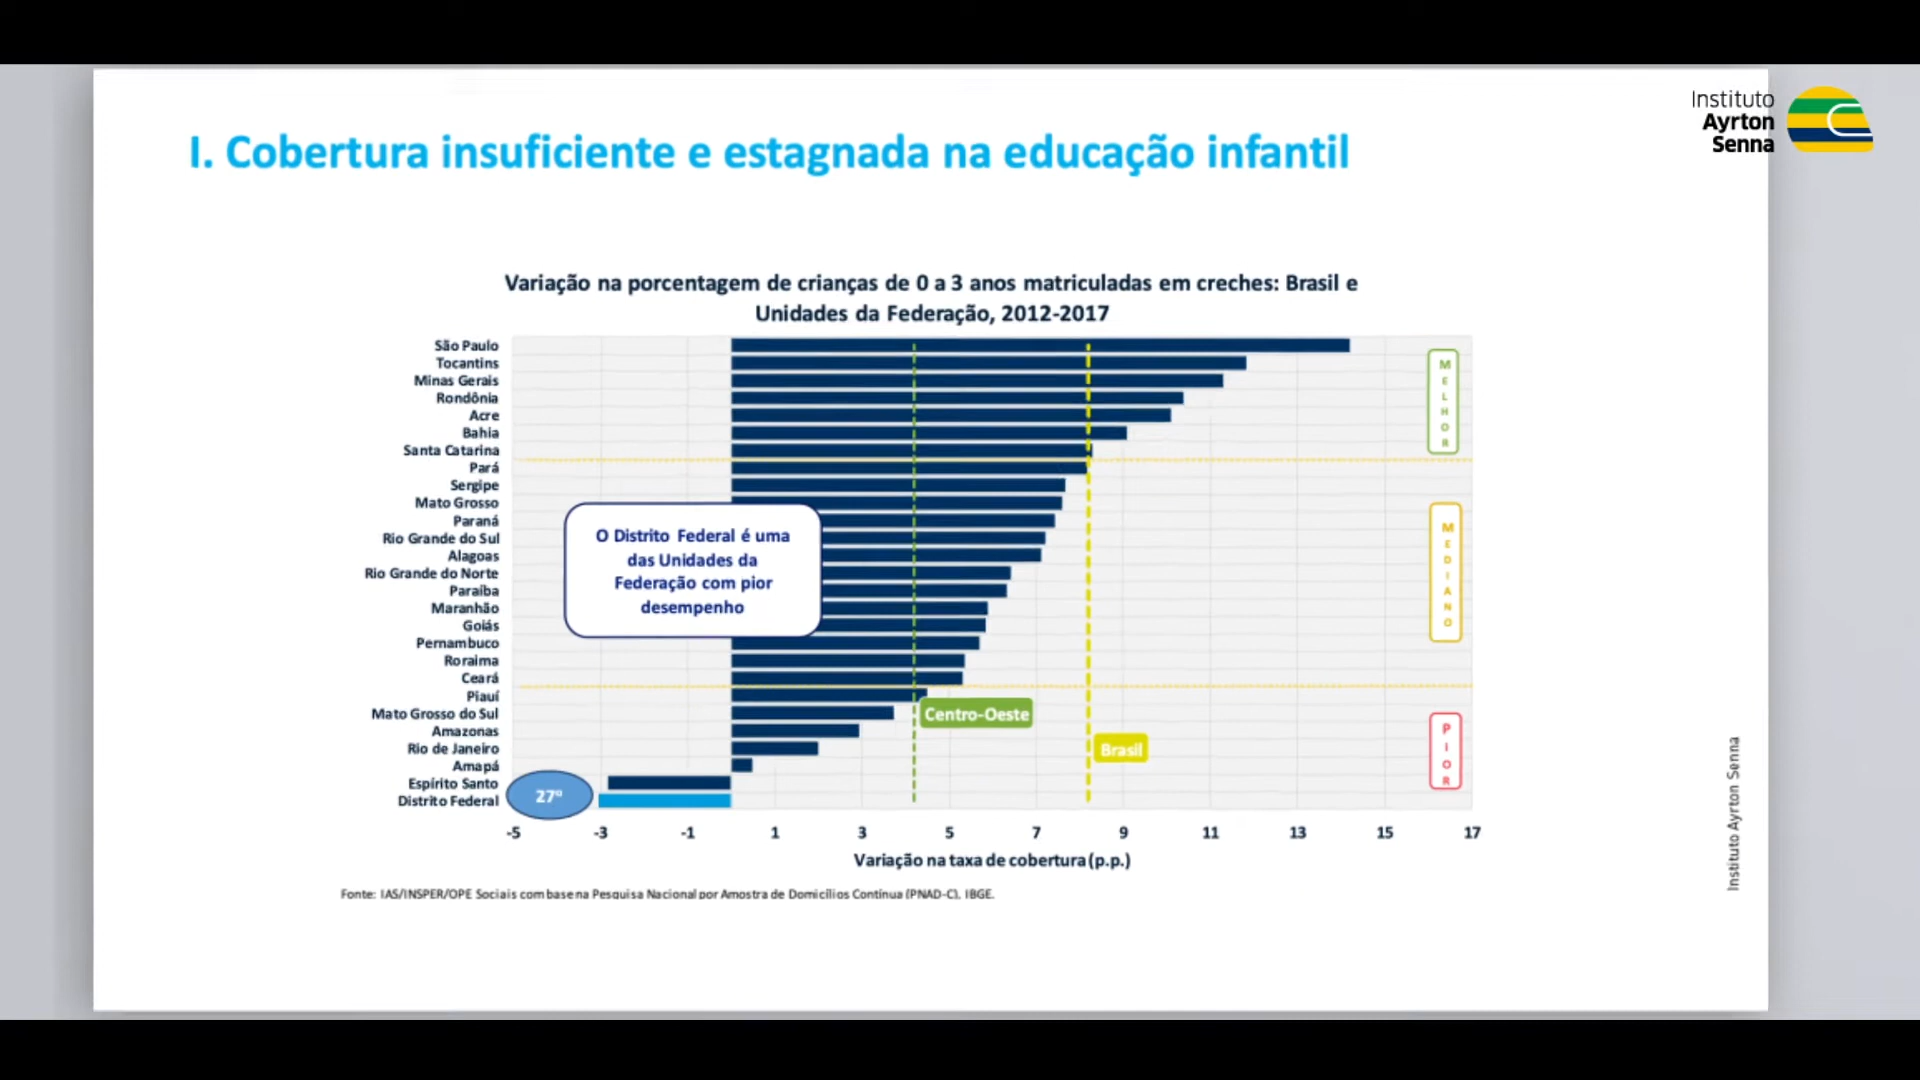 Instituto
Ayrton
Senna
I. Cobertura insuficiente e estagnada na educação infantil
Variação na porcentagem de crianças de 0 a 3 anos matriculadas em creches: Brasil e
Unidades da Federação, 2012-2017
São Paulo
Tocantins
Minas Gerais
Rondônia
Acre
Bahia
Santa Catarina
Pará
Sergipe
Mato Grosso
Paraná
Rio Grande do Sul
Alagoas
Rio Grande do Norte
Paraíba
Maranhão
Goiás
Pernambuco
Roraima
Ceará
Piauí
Mato Grosso do Sul
Amazonas
Rio de Janeiro
Amapá
Espírito Santo
Distrito Federal
O Distrito Federal é uma
das Unidades da
Federação com pior
desempenho
27º
Centro-Oeste
Brasil
MELHOR
MEDIANO
PIOR
-5 -3 -1 1 3 5 7 9 11 13 15 17
Variação na taxa de cobertura (p.p.)
Fonte: IAS/INSPER/OPE Sociais com base na Pesquisa Nacional por Amostra de Domicílios Contínua (PNAD-C). IBGE.
Instituto Ayrton Senna